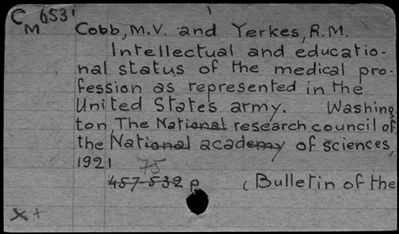 C 653
M
Cobb, M.V. and Yerkes, R.M.
Intellectual and educatio-
nal status of the medical pro-
fession as represented in the
United States army. Washing
ton, The National research council of
the National academy of sciences,
1921
75
457-532 p (Bulletin of the
x+